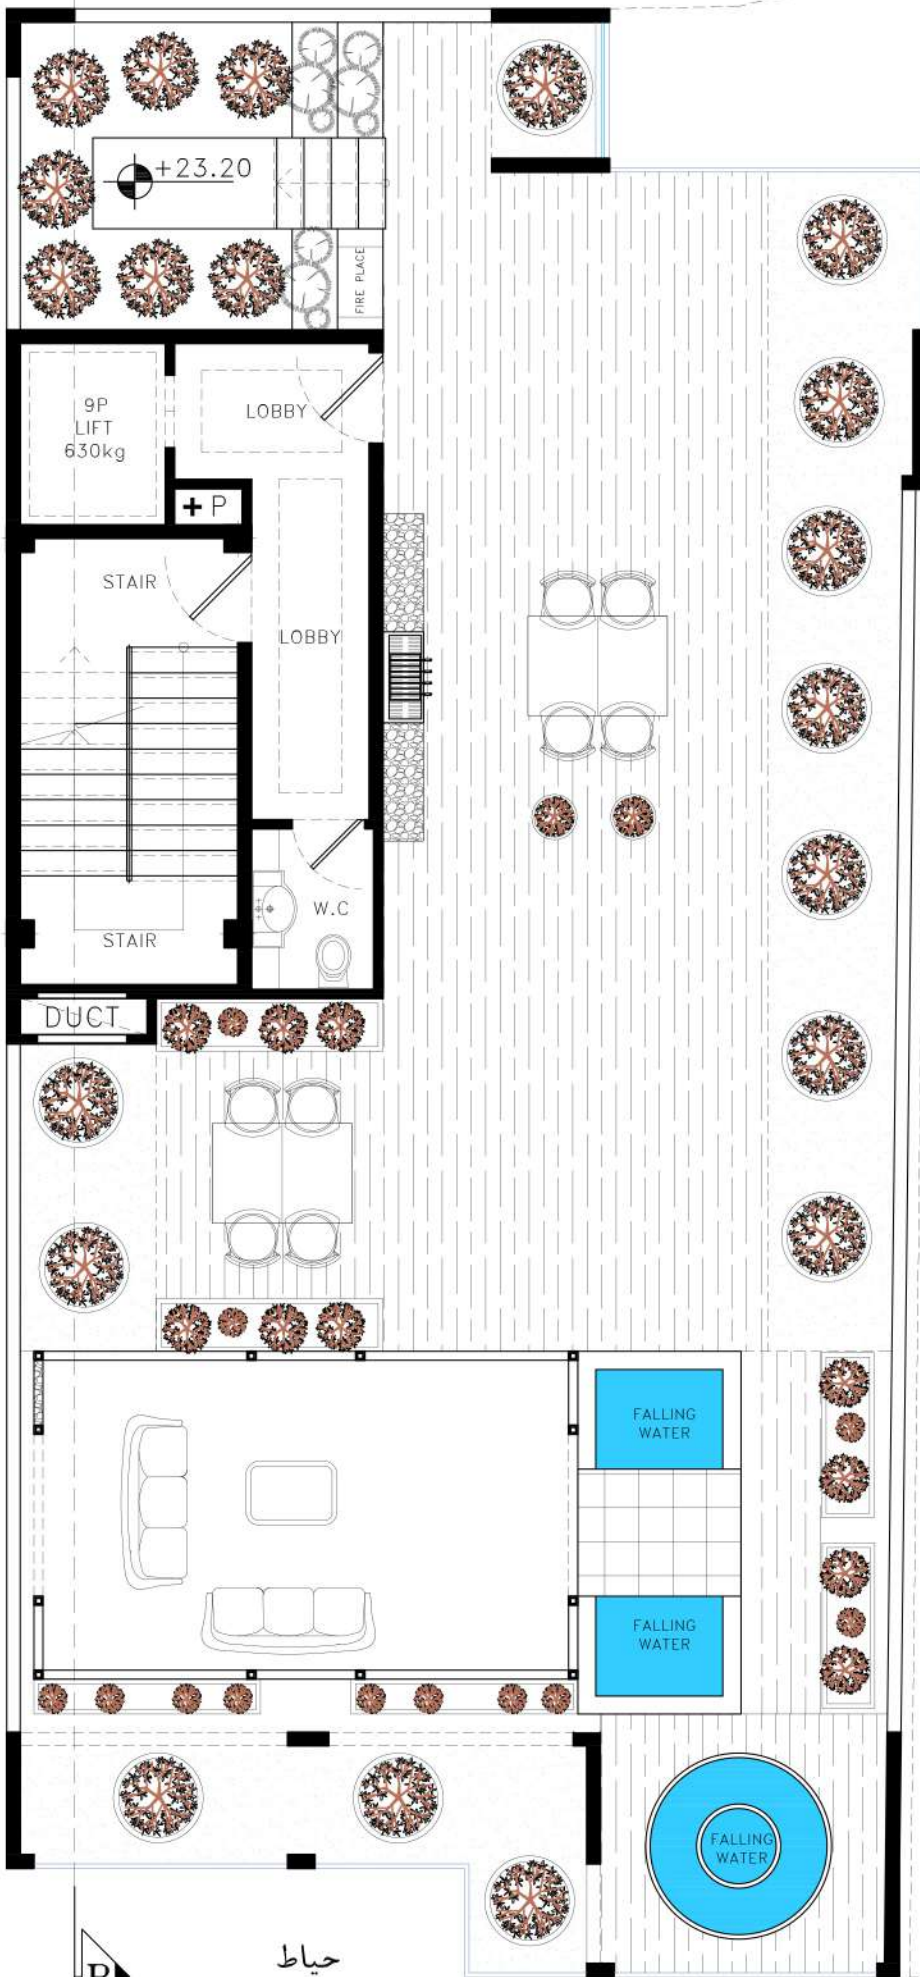 +23.20
FIRE PLACE
9P
LIFT
630kg
LOBBY
+ P
STAIR
LOBBY
W.C
STAIR
DUCT
FALLING
WATER
FALLING
WATER
FALLING
WATER
حياط
B